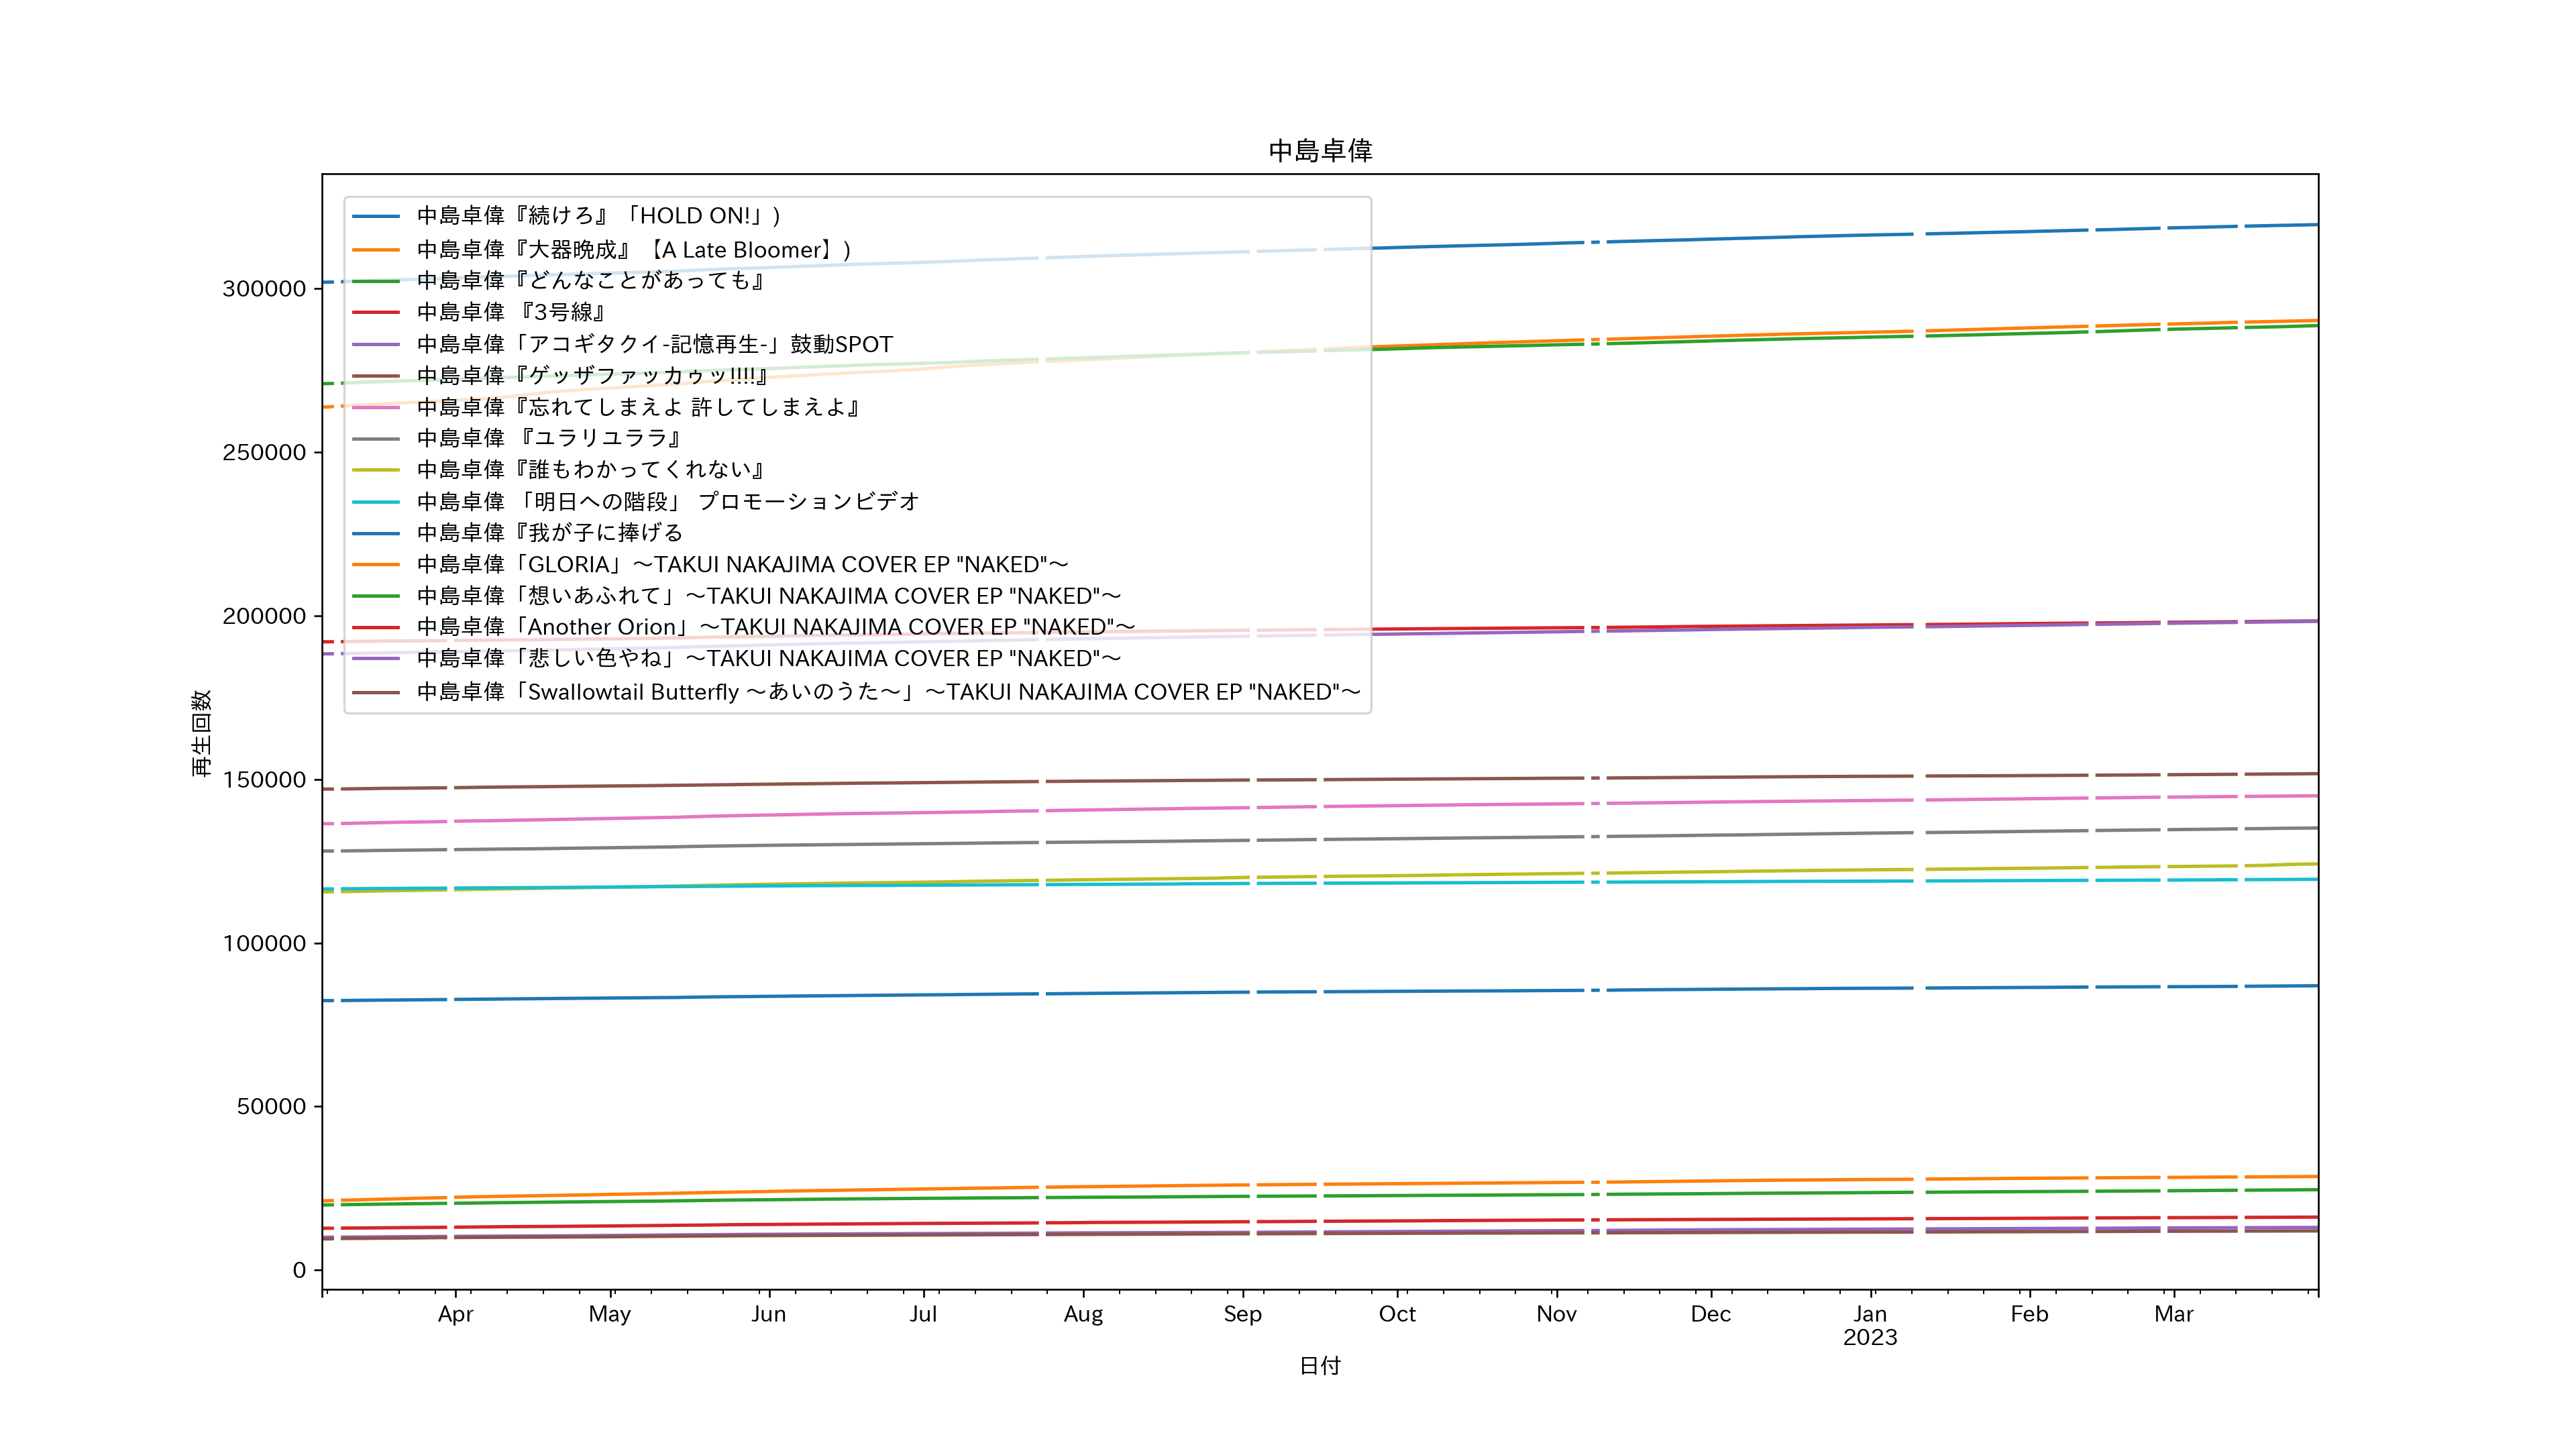 中島卓偉
中島卓偉『続けろ』「HOLD ON!」)
中島卓偉『大器晩成』【A Late Bloomer】)
中島卓偉『どんなことがあっても』
中島卓偉 『3号線』
中島卓偉「アコギタクイ-記憶再生-」鼓動SPOT
中島卓偉『ゲッザファッカゥッ!!!!』
中島卓偉『忘れてしまえよ 許してしまえよ』
中島卓偉 『ユラリユララ』
中島卓偉『誰もわかってくれない』
中島卓偉 「明日への階段」 プロモーションビデオ
中島卓偉『我が子に捧げる
中島卓偉「GLORIA」〜TAKUI NAKAJIMA COVER EP "NAKED"〜
中島卓偉「想いあふれて」〜TAKUI NAKAJIMA COVER EP "NAKED"〜
中島卓偉「Another Orion」〜TAKUI NAKAJIMA COVER EP "NAKED"〜
中島卓偉「悲しい色やね」〜TAKUI NAKAJIMA COVER EP "NAKED"〜
中島卓偉「Swallowtail Butterfly 〜あいのうた〜」〜TAKUI NAKAJIMA COVER EP "NAKED"〜
再生回数
300000
250000
200000
150000
100000
50000
0
Apr May Jun Jul Aug Sep Oct Nov Dec Jan Feb Mar
2023
日付